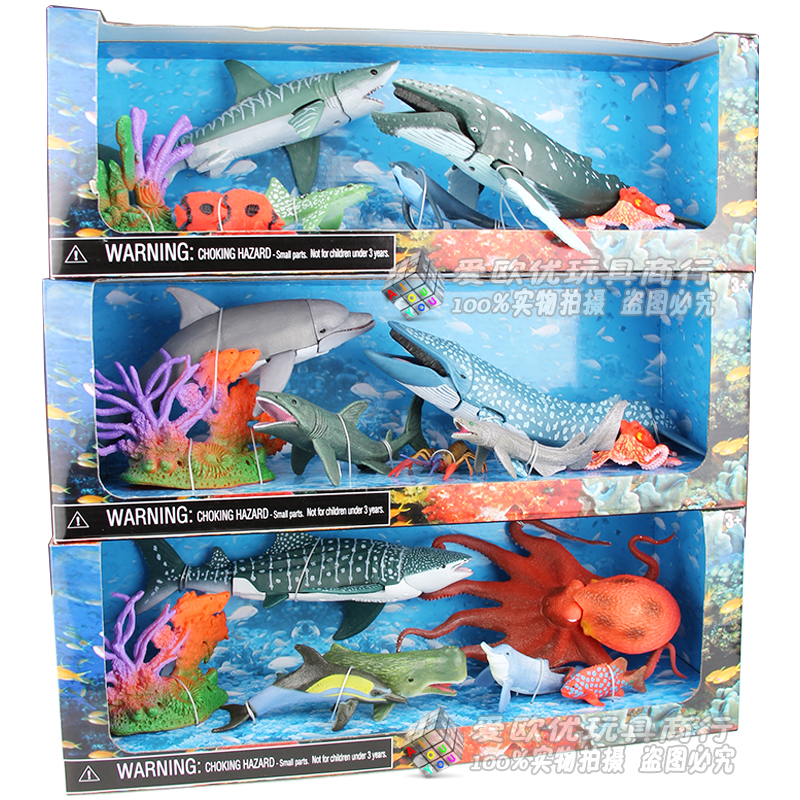 3+
WARNING: CHOKING HAZARD - Small parts. Not for children under 3 years.
爱欧优玩具商行
100%实物拍摄 盗图必究
3+
WARNING: CHOKING HAZARD - Small parts. Not for children under 3 years.
3+
WARNING: CHOKING HAZARD - Small parts. Not for children under 3 years.
爱欧优玩具商行
100%实物拍摄 盗图必究